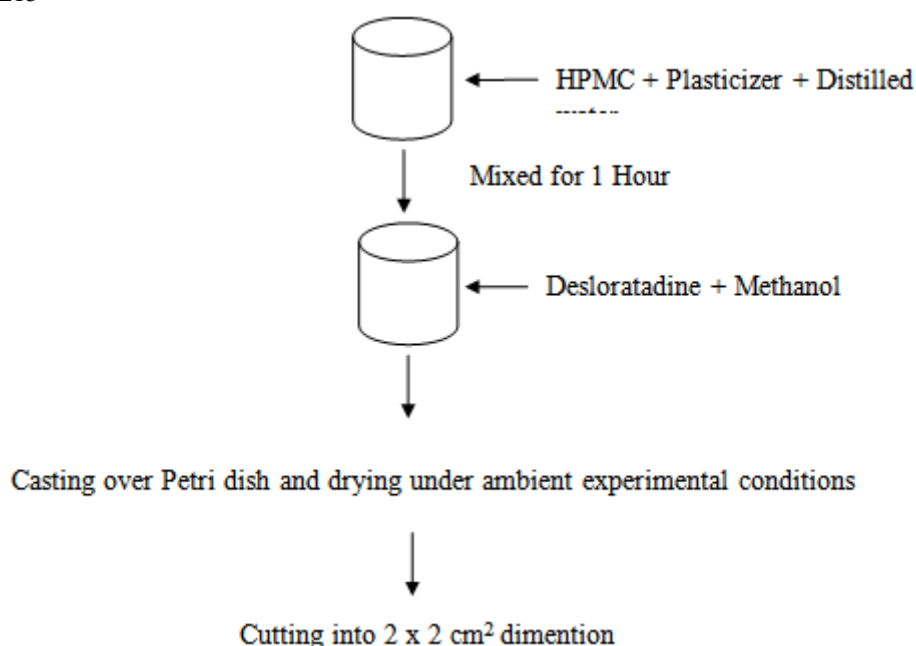 HPMC + Plasticizer + Distilled
Mixed for 1 Hour
Desloratadine + Methanol
Casting over Petri dish and drying under ambient experimental conditions
Cutting into 2 x 2 cm² dimention